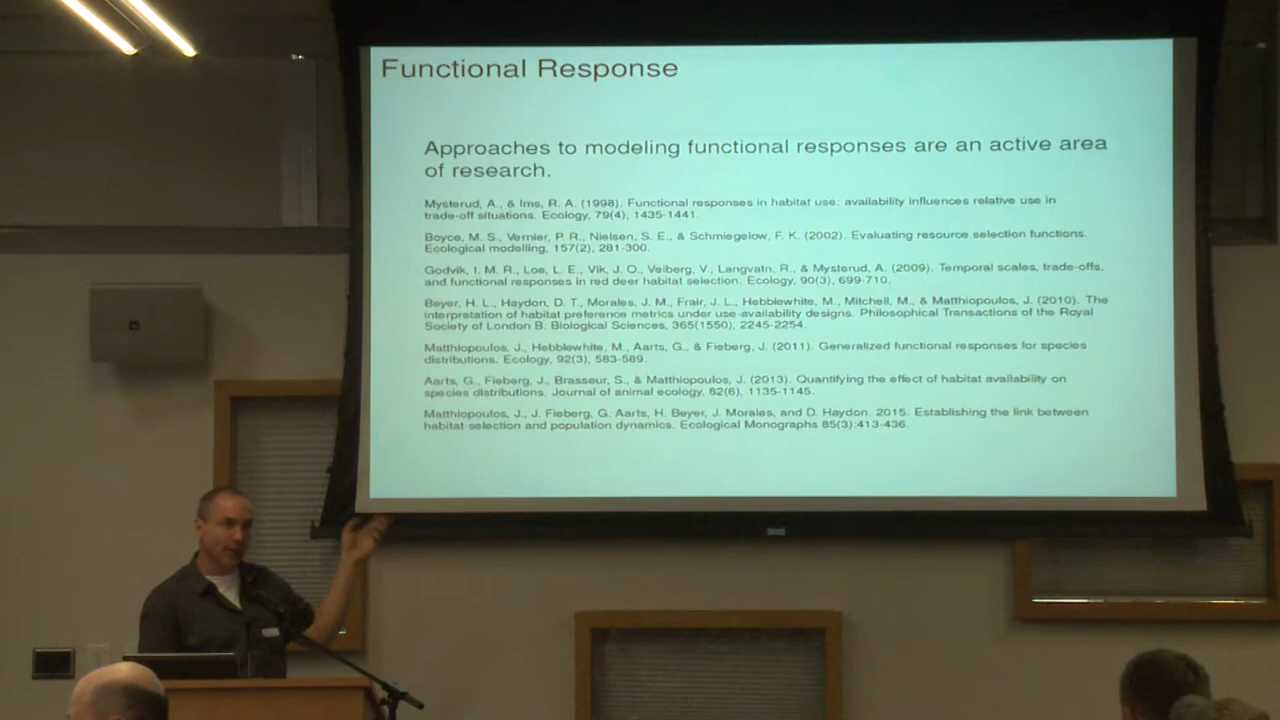 Functional Response
Approaches to modeling functional responses are an active area
of research.
Mysterud, A., & Ims, R. A. (1998). Functional responses in habitat use: availability influences relative use in
trade-off situations. Ecology, 79(4), 1435-1441.
Boyce, M. S., Vernier, P. R., Nielsen, S. E., & Schmiegelow, F. K. (2002). Evaluating resource selection functions.
Ecological modelling, 157(2), 281-300.
Godvik, I. M. R., Loe, L. E., Vik, J. O., Veiberg, V., Langvatn, R., & Mysterud, A. (2009). Temporal scales, trade-offs,
and functional responses in red deer habitat selection. Ecology, 90(3), 699-710.
Beyer, H. L., Haydon, D. T., Morales, J. M., Frair, J. L., Hebblewhite, M., Mitchell, M., & Matthiopoulos, J. (2010). The
interpretation of habitat preference metrics under use-availability designs. Philosophical Transactions of the Royal
Society of London B: Biological Sciences, 365(1550), 2245-2254.
Matthiopoulos, J., Hebblewhite, M., Aarts, G., & Fieberg, J. (2011). Generalized functional responses for species
distributions. Ecology, 92(3), 583-589.
Aarts, G., Fieberg, J., Brasseur, S., & Matthiopoulos, J. (2013). Quantifying the effect of habitat availability on
species distributions. Journal of animal ecology, 82(6), 1135-1145.
Matthiopoulos, J., J. Fieberg, G. Aarts, H. Beyer, J. Morales, and D. Haydon. 2015. Establishing the link between
habitat-selection and population dynamics. Ecological Monographs 85(3):413-436.